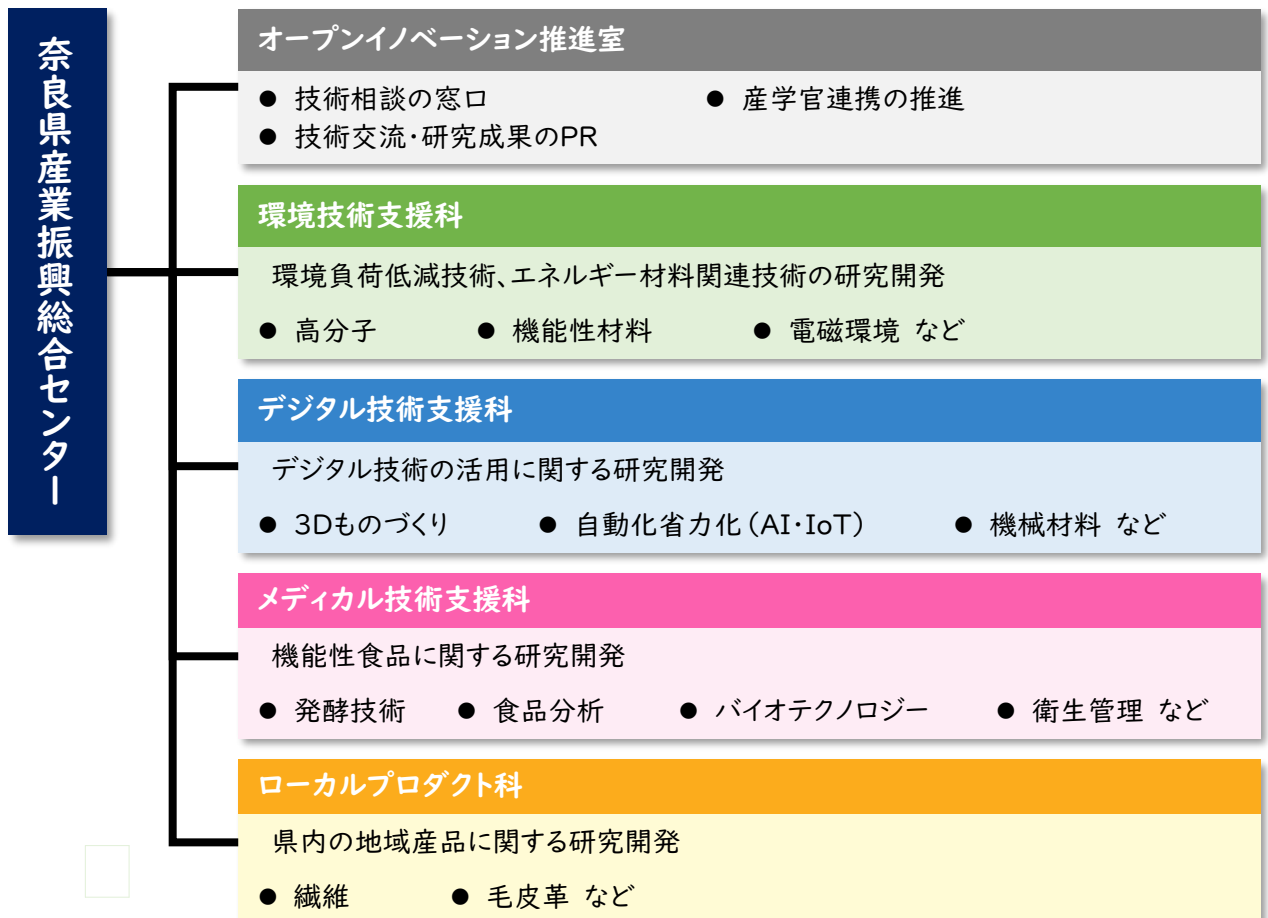 奈良県産業振興総合センター
オープンイノベーション推進室
● 技術相談の窓口 ● 産学官連携の推進
● 技術交流・研究成果のPR
環境技術支援科
環境負荷低減技術、エネルギー材料関連技術の研究開発
● 高分子 ● 機能性材料 ● 電磁環境 など
デジタル技術支援科
デジタル技術の活用に関する研究開発
● 3Dものづくり ● 自動化省力化（AI・IoT） ● 機械材料 など
メディカル技術支援科
機能性食品に関する研究開発
● 発酵技術 ● 食品分析 ● バイオテクノロジー ● 衛生管理 など
ローカルプロダクト科
県内の地域産品に関する研究開発
● 繊維 ● 毛皮革 など